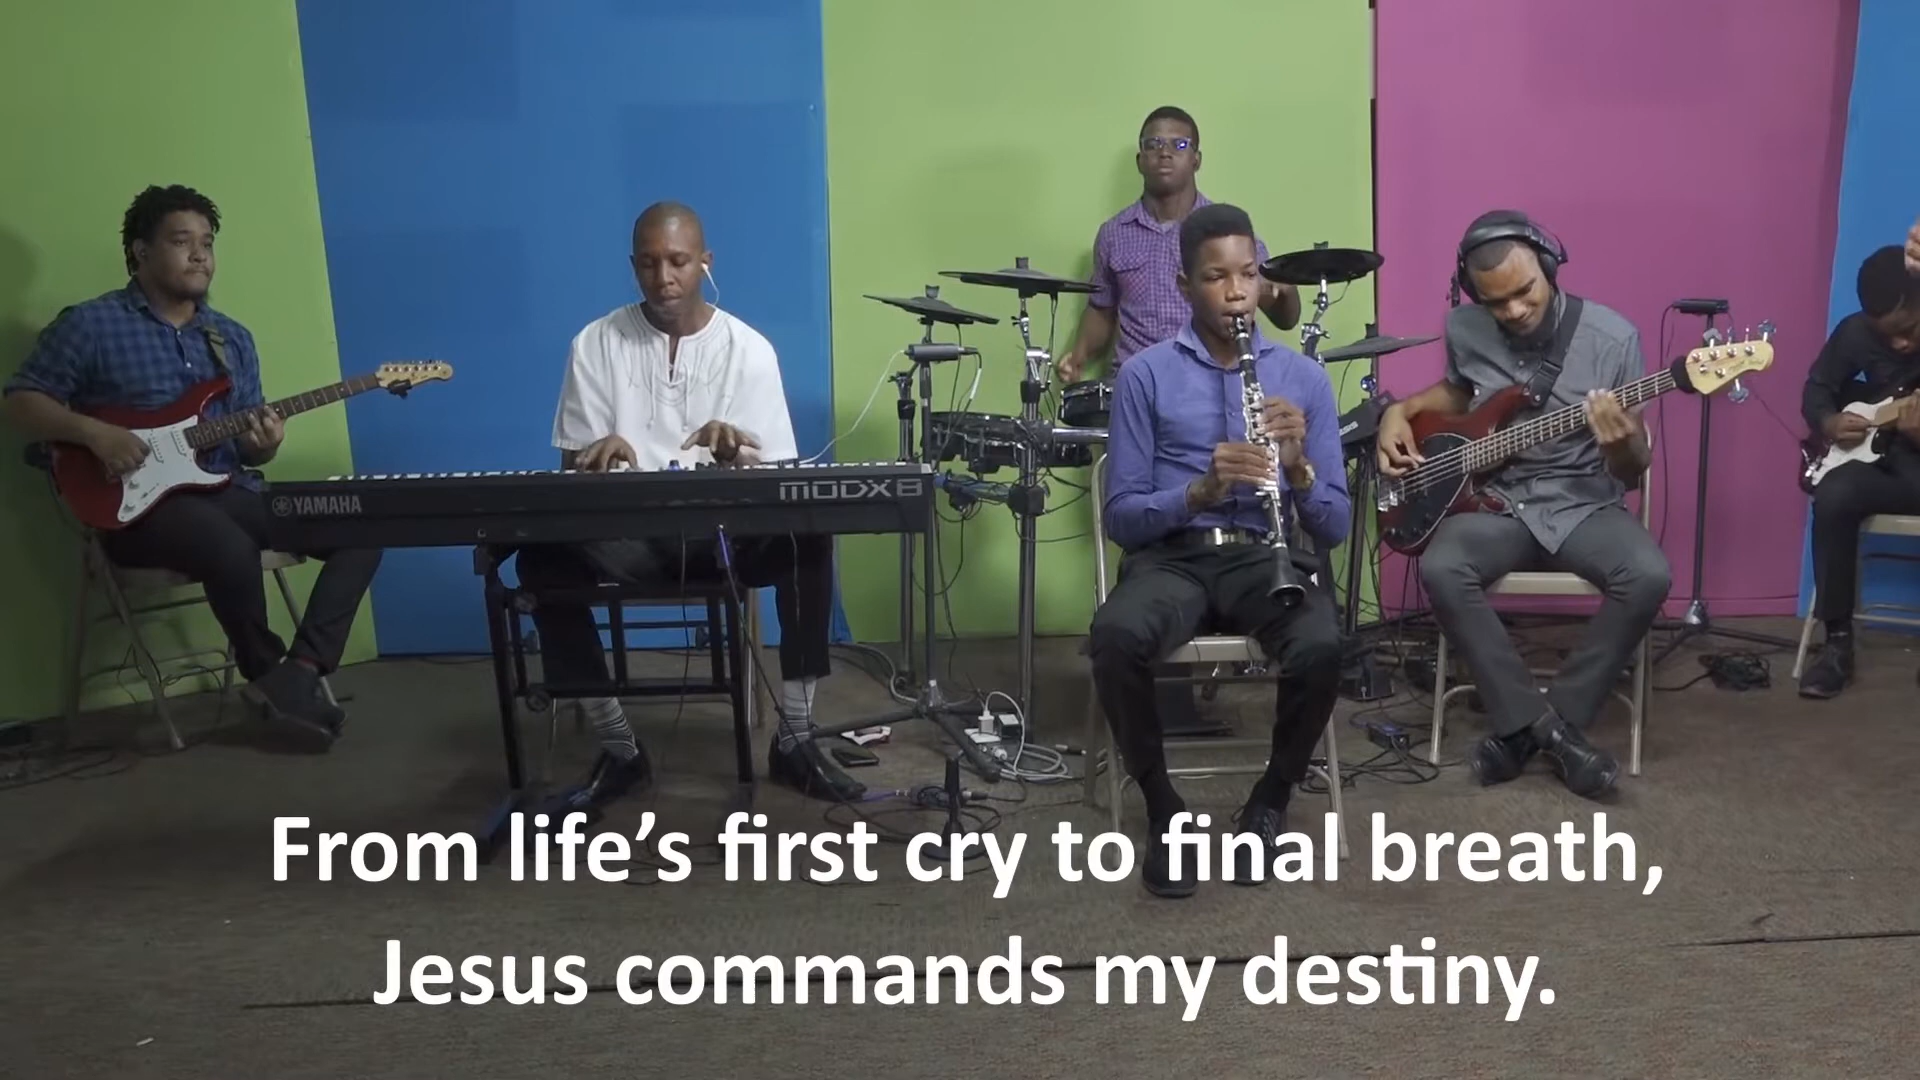 YAMAHA
MODX8
From life’s first cry to final breath,
Jesus commands my destiny.